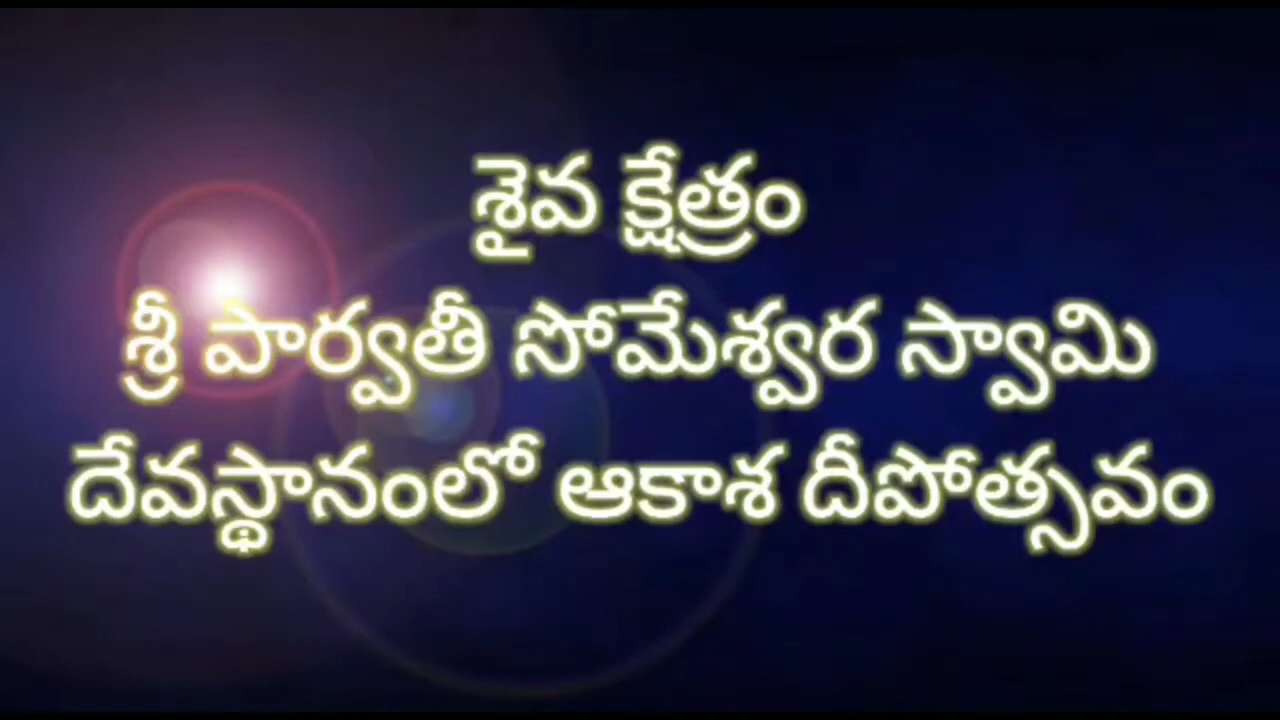 శైవ క్షేత్రం
శ్రీ పార్వతీ సోమేశ్వర స్వామి
దేవస్థానంలో ఆకాశ దీపోత్సవం